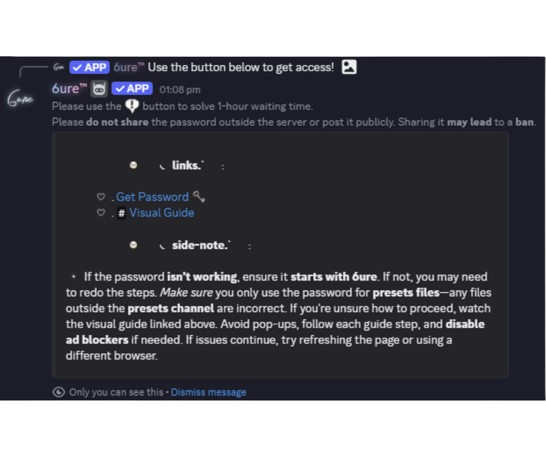 APP 6ure™ Use the button below to get access!
6ure™ APP 01:08 pm
Please use the button to solve 1-hour waiting time.
Please do not share the password outside the server or post it publicly. Sharing it may lead to a ban.
links.` :
♡ . Get Password
♡ . # Visual Guide
side-note.` :
If the password isn't working, ensure it starts with 6ure. If not, you may need
to redo the steps. Make sure you only use the password for presets files—any files
outside the presets channel are incorrect. If you're unsure how to proceed, watch
the visual guide linked above. Avoid pop-ups, follow each guide step, and disable
ad blockers if needed. If issues continue, try refreshing the page or using a
different browser.
Only you can see this • Dismiss message